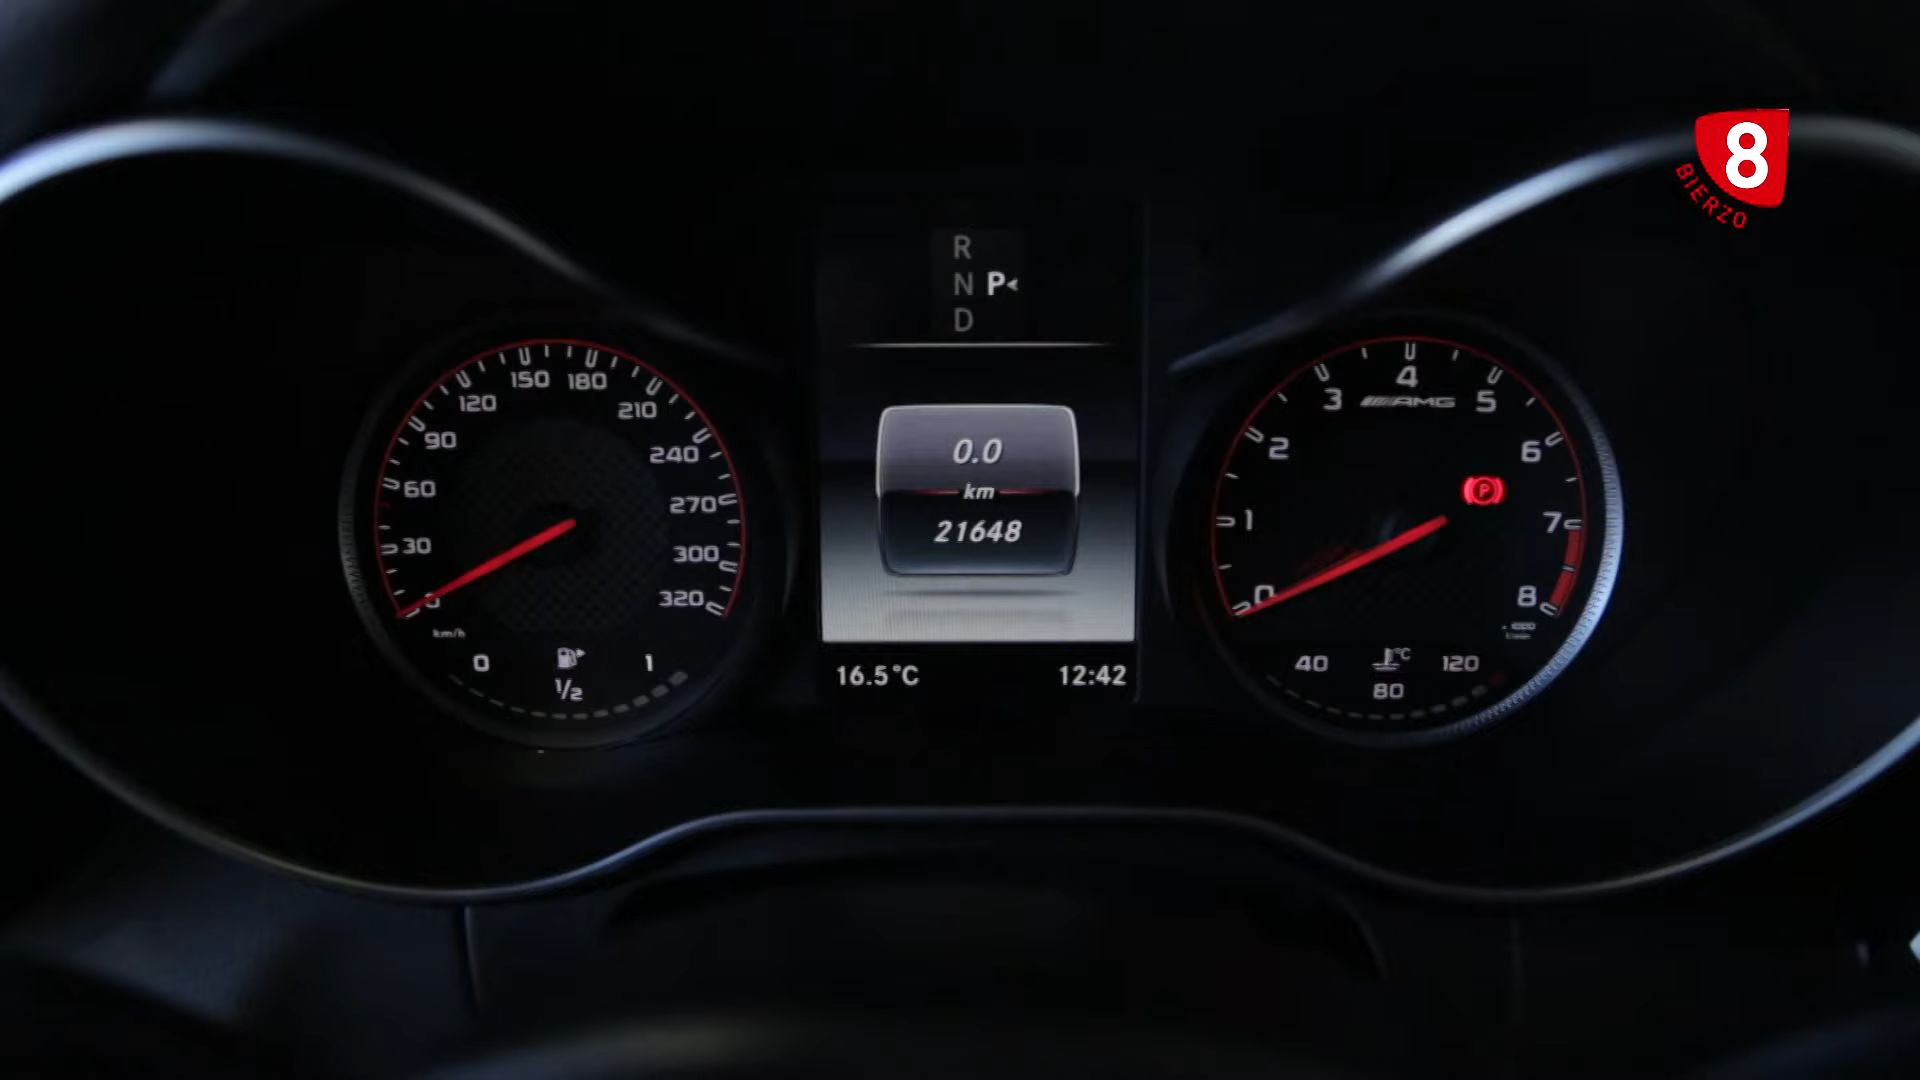 8
BIERZO
R
N P
D
0.0
km
21648
16.5°C 12:42
0
30
60
90
120
150
180
210
240
270
300
320
km/h
0 1/2 1
0
1
2
3
4
5
6
7
8
AMG
P
40 80 120
°C